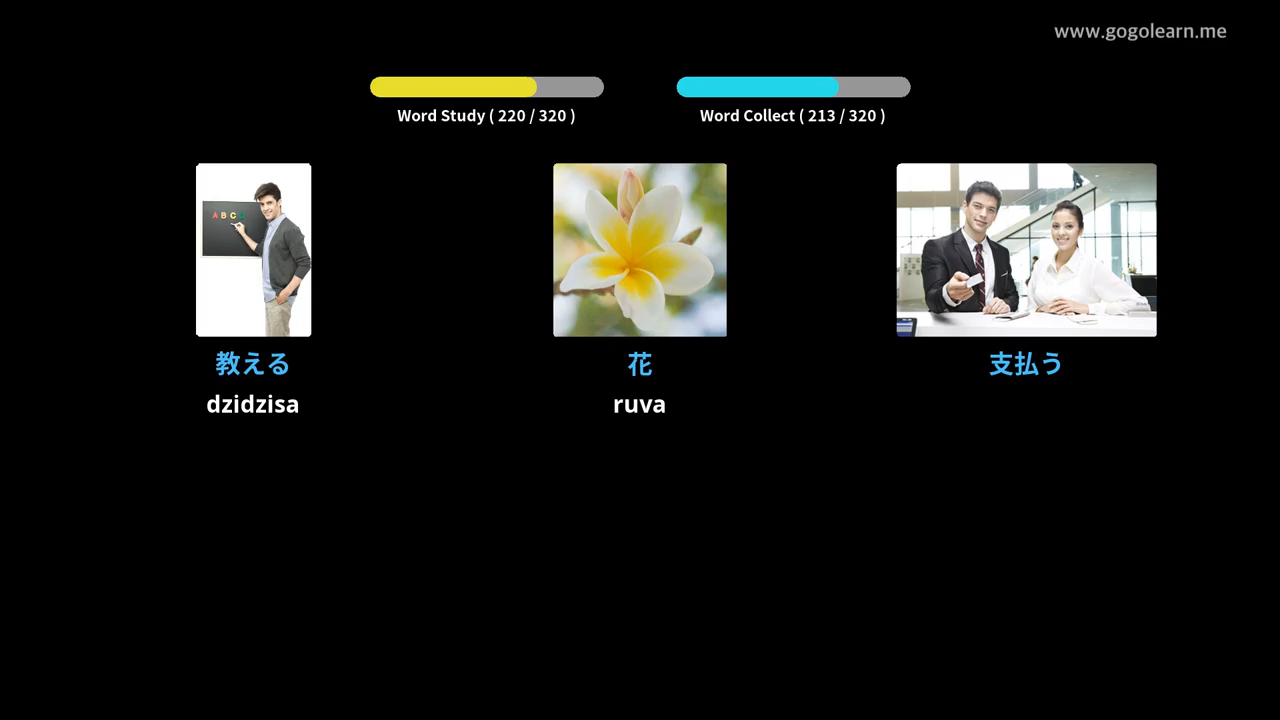 www.gogolearn.me
Word Study ( 220 / 320 )
Word Collect ( 213 / 320 )
A B C
教える
花
支払う
dzidzisa
ruva